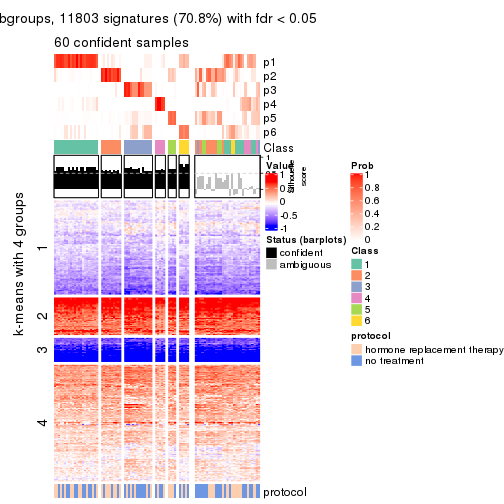 bgroups, 11803 signatures (70.8%) with fdr < 0.05
60 confident samples
p1
p2
p3
p4
p5
p6
Class
1
0
Silhouette
score
Value
1
0.5
0
-0.5
-1
Status (barplots)
confident
ambiguous
Prob
1
0.8
0.6
0.4
0.2
0
Class
1
2
3
4
5
6
protocol
hormone replacement therapy
no treatment
k-means with 4 groups
1
2
3
4
protocol